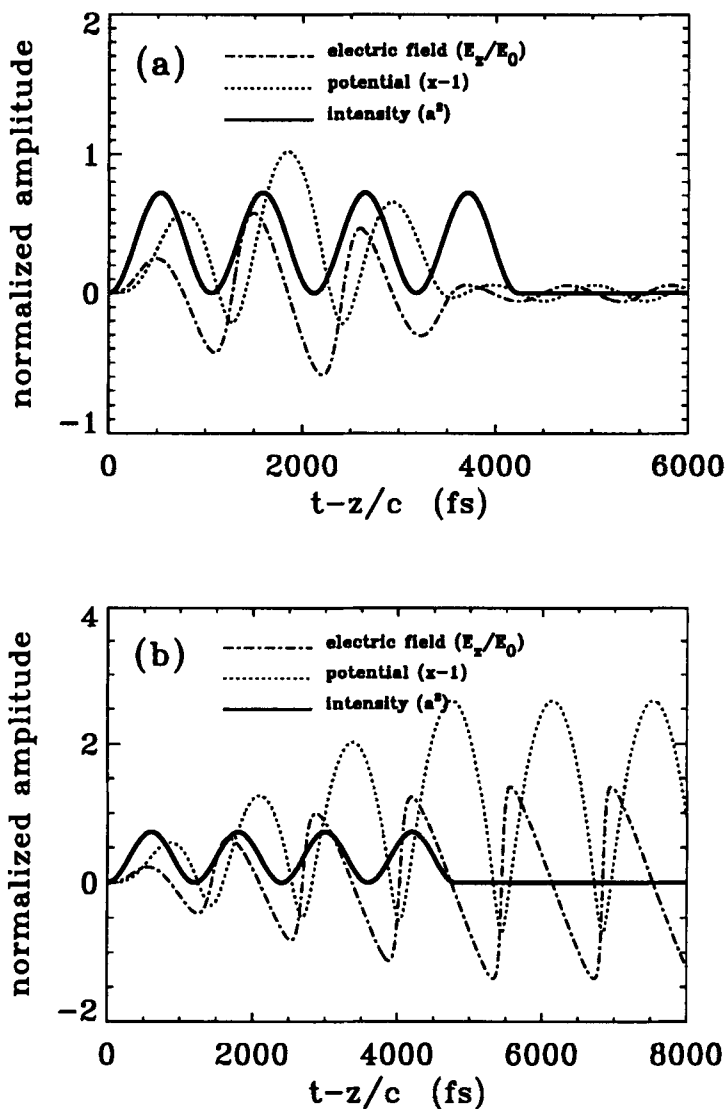 2
(a)
electric field (E_z/E_0)
potential (x-1)
intensity (a²)
1
0
-1
normalized amplitude
0 2000 4000 6000
t-z/c (fs)
4
(b)
electric field (E_z/E_0)
potential (x-1)
intensity (a²)
2
0
-2
normalized amplitude
0 2000 4000 6000 8000
t-z/c (fs)